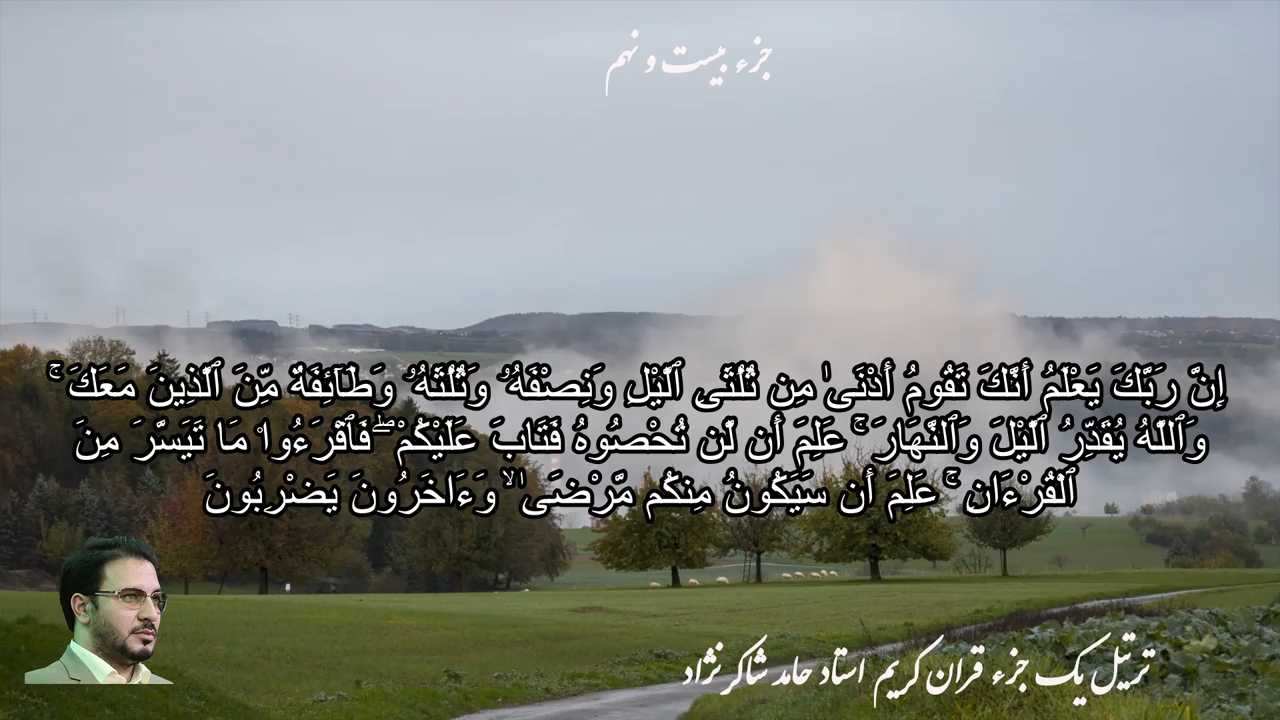 جزء بیست و نهم
إِنَّ رَبَّكَ يَعْلَمُ أَنَّكَ تَقُومُ أَدْنَىٰ مِن ثُلُثَىِ ٱلَّيْلِ وَنِصْفَهُۥ وَثُلُثَهُۥ وَطَآئِفَةٌ مِّنَ ٱلَّذِينَ مَعَكَ ۚ
وَٱللَّهُ يُقَدِّرُ ٱلَّيْلَ وَٱلنَّهَارَ ۚ عَلِمَ أَن لَّن تُحْصُوهُ فَتَابَ عَلَيْكُمْ ۖ فَٱقْرَءُوا۟ مَا تَيَسَّرَ مِنَ
ٱلْقُرْءَانِ ۚ عَلِمَ أَن سَيَكُونُ مِنكُم مَّرْضَىٰ ۙ وَءَاخَرُونَ يَضْرِبُونَ
ترتیل یک جزء قران کریم استاد حامد شاکرنژاد